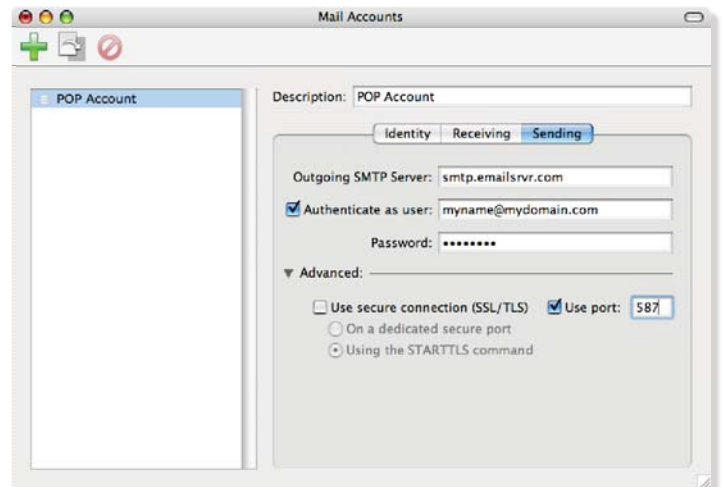 Mail Accounts
POP Account
Description: POP Account
Identity Receiving Sending
Outgoing SMTP Server: smtp.emailsrvr.com
Authenticate as user: myname@mydomain.com
Password: ••••••••
Advanced:
Use secure connection (SSL/TLS) Use port: 587
On a dedicated secure port
Using the STARTTLS command